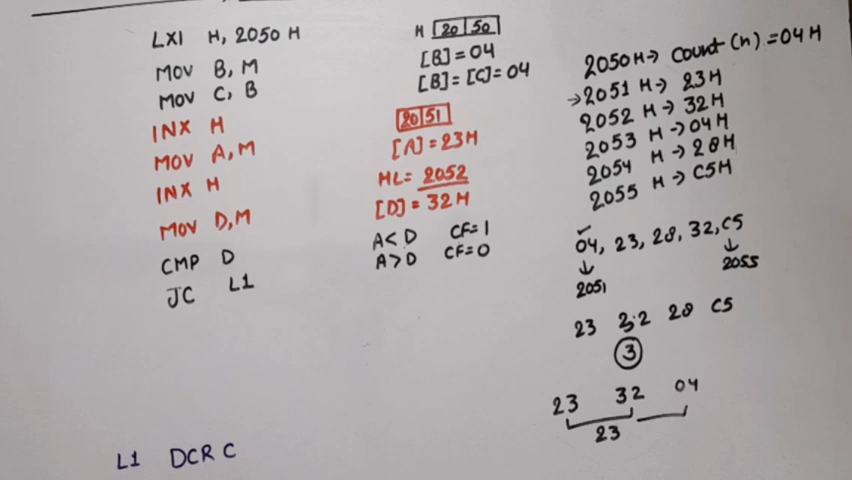 LXI H, 2050 H
MOV B, M
MOV C, B
INX H
MOV A, M
INX H
MOV D, M
CMP D
JC L1
L1 DCR C
H 20 50
[B] = 04
[B] = [C] = 04
20 51
[A] = 23H
HL = 2052
[D] = 32 H
A < D CF = 1
A > D CF = 0
2050 H → Count (n) = 04 H
→ 2051 H → 23 H
2052 H → 32 H
2053 H → 04 H
2054 H → 28 H
2055 H → C5H
04, 23, 28, 32, C5
↓ ↓
2051 2055
23 32 28 C5
3
23 32 04
23